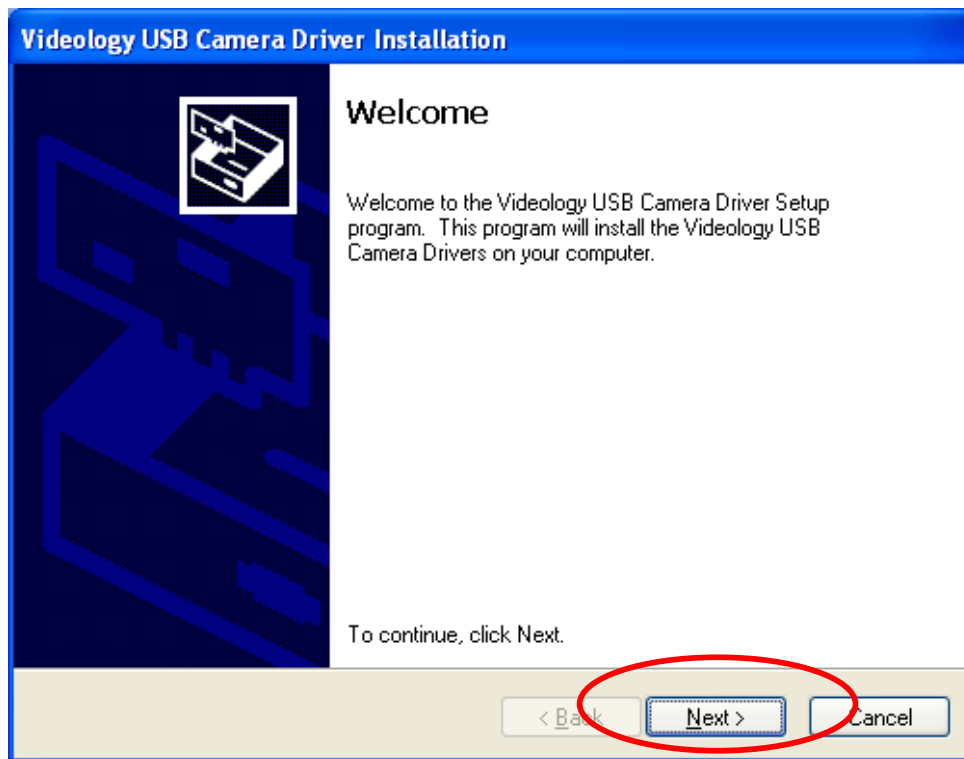 Videology USB Camera Driver Installation
Welcome
Welcome to the Videology USB Camera Driver Setup
program.  This program will install the Videology USB
Camera Drivers on your computer.
To continue, click Next.
< Back
Next >
Cancel